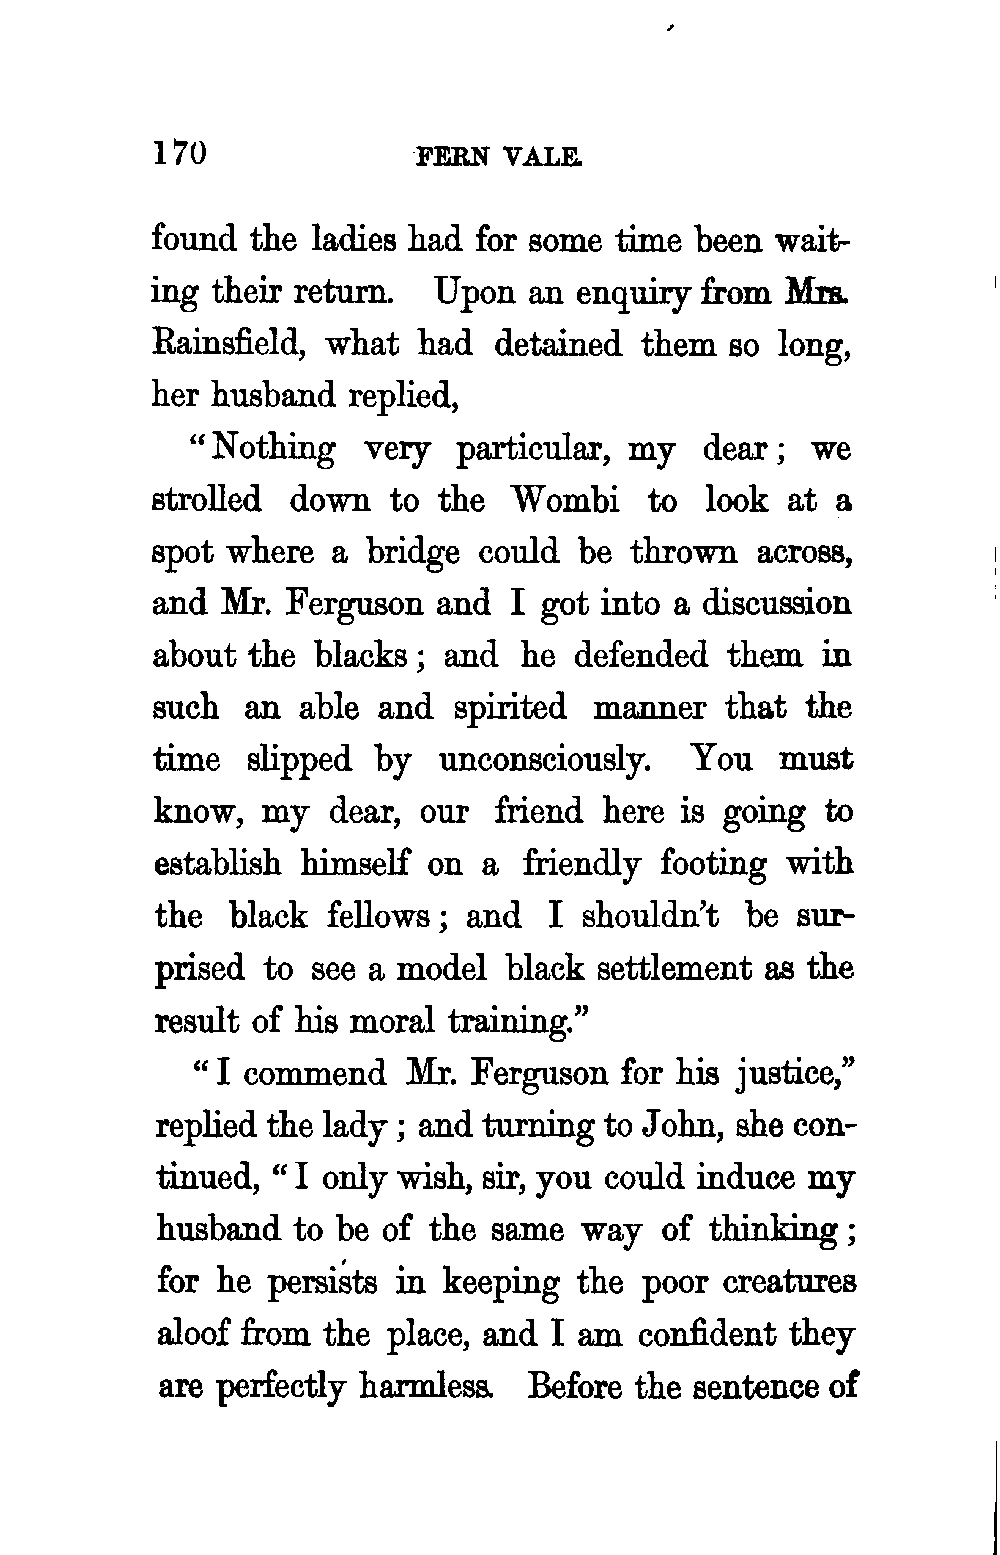 170 FERN VALE.
found the ladies had for some time been wait-
ing their return. Upon an enquiry from Mrs.
Rainsfield, what had detained them so long,
her husband replied,
“Nothing very particular, my dear; we
strolled down to the Wombi to look at a
spot where a bridge could be thrown across,
and Mr. Ferguson and I got into a discussion
about the blacks; and he defended them in
such an able and spirited manner that the
time slipped by unconsciously. You must
know, my dear, our friend here is going to
establish himself on a friendly footing with
the black fellows; and I shouldn’t be sur-
prised to see a model black settlement as the
result of his moral training.”
“I commend Mr. Ferguson for his justice,”
replied the lady; and turning to John, she con-
tinued, “I only wish, sir, you could induce my
husband to be of the same way of thinking;
for he persists in keeping the poor creatures
aloof from the place, and I am confident they
are perfectly harmless. Before the sentence of